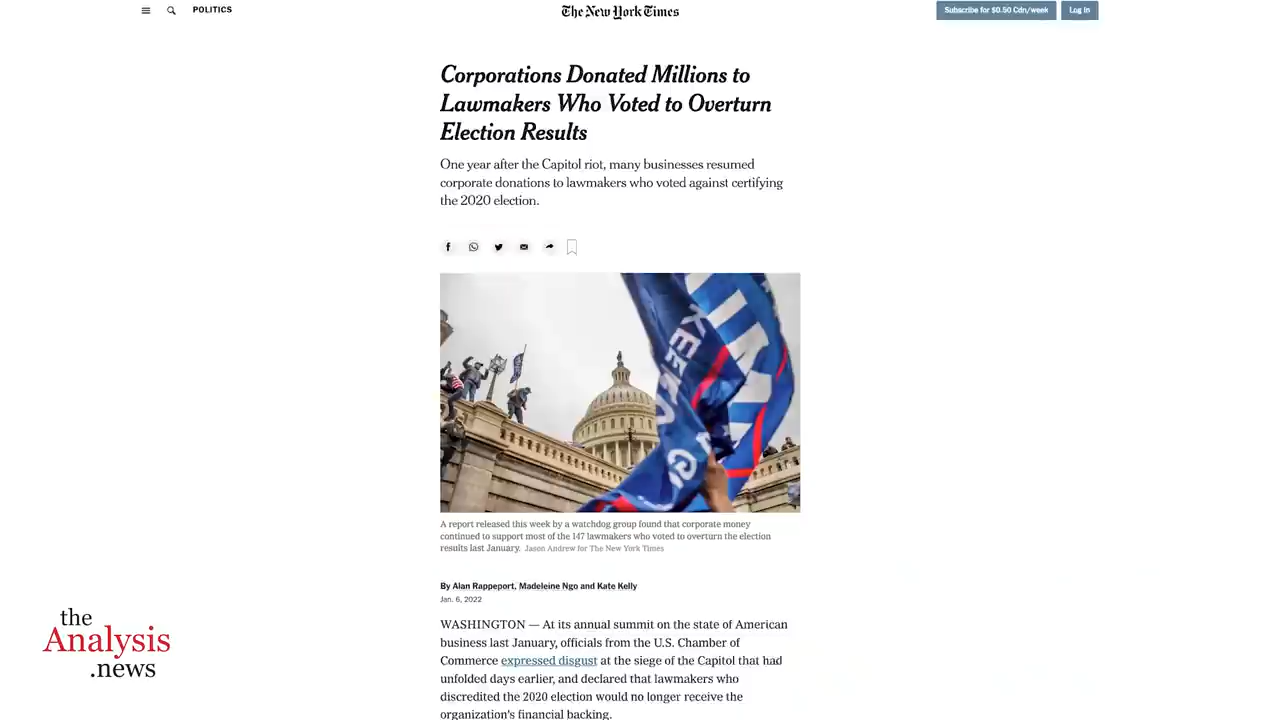 POLITICS
The New York Times
Subscribe for $0.50 Cdn/week
Log In
Corporations Donated Millions to
Lawmakers Who Voted to Overturn
Election Results
One year after the Capitol riot, many businesses resumed
corporate donations to lawmakers who voted against certifying
the 2020 election.
KEEP
G
A report released this week by a watchdog group found that corporate money
continued to support most of the 147 lawmakers who voted to overturn the election
results last January. Jason Andrew for The New York Times
By Alan Rappeport, Madeleine Ngo and Kate Kelly
Jan. 6, 2022
WASHINGTON — At its annual summit on the state of American
business last January, officials from the U.S. Chamber of
Commerce expressed disgust at the siege of the Capitol that had
unfolded days earlier, and declared that lawmakers who
discredited the 2020 election would no longer receive the
organization's financial backing.
the
Analysis
.news